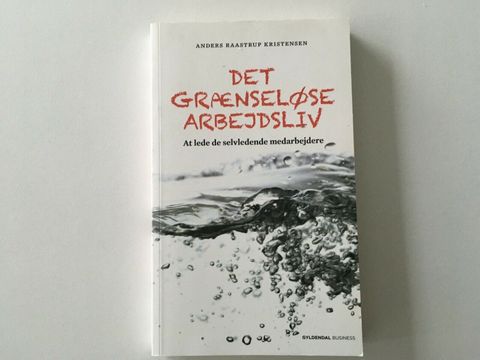 ANDERS RAASTRUP KRISTENSEN
DET
GRÆNSELØSE
ARBEJDSLIV
At lede de selvledende medarbejdere
GYLDENDAL BUSINESS